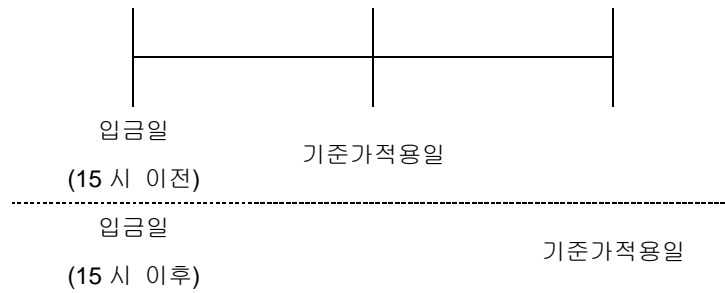 입금일
(15 시 이전)
기준가적용일
입금일
(15 시 이후)
기준가적용일